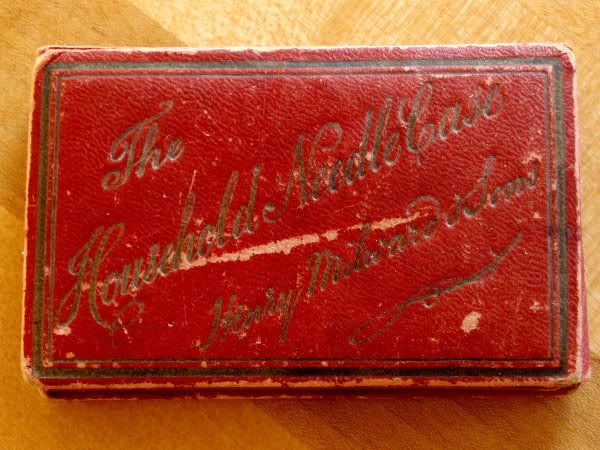 The
Household Needle Case
Henry Milward & Sons